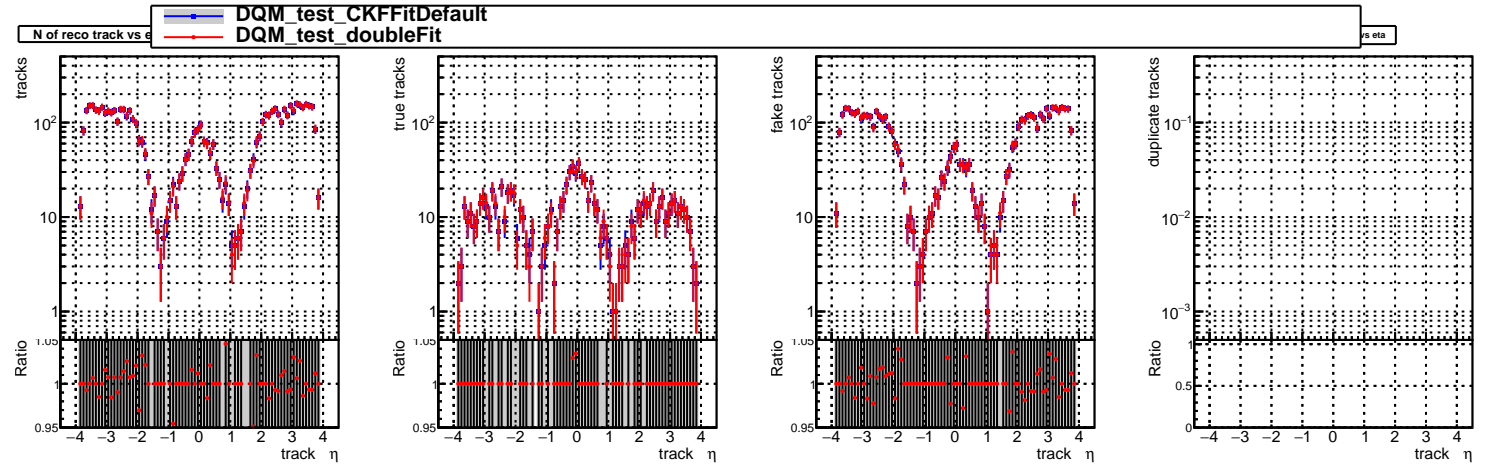 DQM_test_CKFFitDefault
DQM_test_doubleFit
N of reco track vs e
vs eta
tracks
10²
10
1
1.05
Ratio
1
0.95
−4 −3 −2 −1 0 1 2 3 4
track η
true tracks
10²
10
1
1.05
Ratio
1
0.95
−4 −3 −2 −1 0 1 2 3 4
track η
fake tracks
10²
10
1
1.05
Ratio
1
0.95
−4 −3 −2 −1 0 1 2 3 4
track η
duplicate tracks
10⁻¹
10⁻²
10⁻³
Ratio
1
0.5
0
−4 −3 −2 −1 0 1 2 3 4
track η